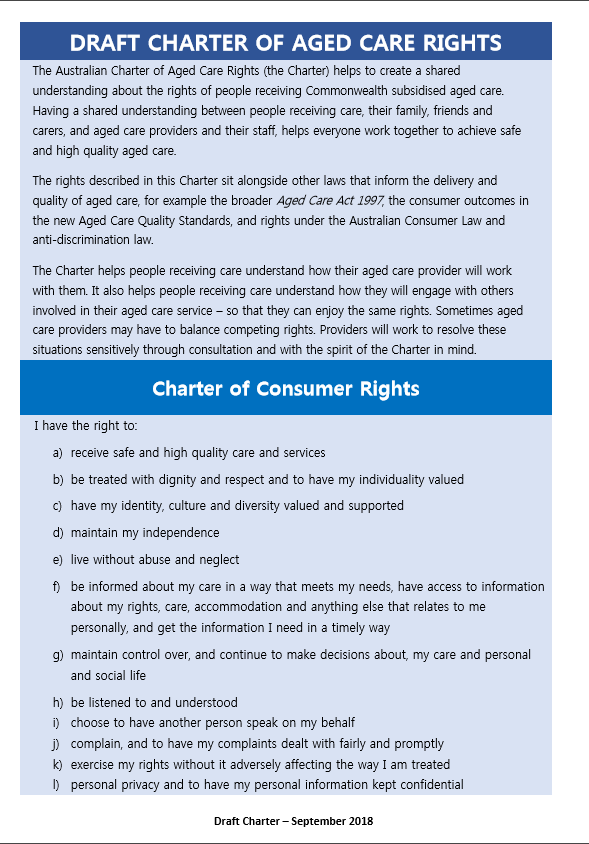 DRAFT CHARTER OF AGED CARE RIGHTS
The Australian Charter of Aged Care Rights (the Charter) helps to create a shared
understanding about the rights of people receiving Commonwealth subsidised aged care.
Having a shared understanding between people receiving care, their family, friends and
carers, and aged care providers and their staff, helps everyone work together to achieve safe
and high quality aged care.
The rights described in this Charter sit alongside other laws that inform the delivery and
quality of aged care, for example the broader Aged Care Act 1997, the consumer outcomes in
the new Aged Care Quality Standards, and rights under the Australian Consumer Law and
anti-discrimination law.
The Charter helps people receiving care understand how their aged care provider will work
with them. It also helps people receiving care understand how they will engage with others
involved in their aged care service – so that they can enjoy the same rights. Sometimes aged
care providers may have to balance competing rights. Providers will work to resolve these
situations sensitively through consultation and with the spirit of the Charter in mind.
Charter of Consumer Rights
I have the right to:
a) receive safe and high quality care and services
b) be treated with dignity and respect and to have my individuality valued
c) have my identity, culture and diversity valued and supported
d) maintain my independence
e) live without abuse and neglect
f) be informed about my care in a way that meets my needs, have access to information
about my rights, care, accommodation and anything else that relates to me
personally, and get the information I need in a timely way
g) maintain control over, and continue to make decisions about, my care and personal
and social life
h) be listened to and understood
i) choose to have another person speak on my behalf
j) complain, and to have my complaints dealt with fairly and promptly
k) exercise my rights without it adversely affecting the way I am treated
l) personal privacy and to have my personal information kept confidential
Draft Charter – September 2018